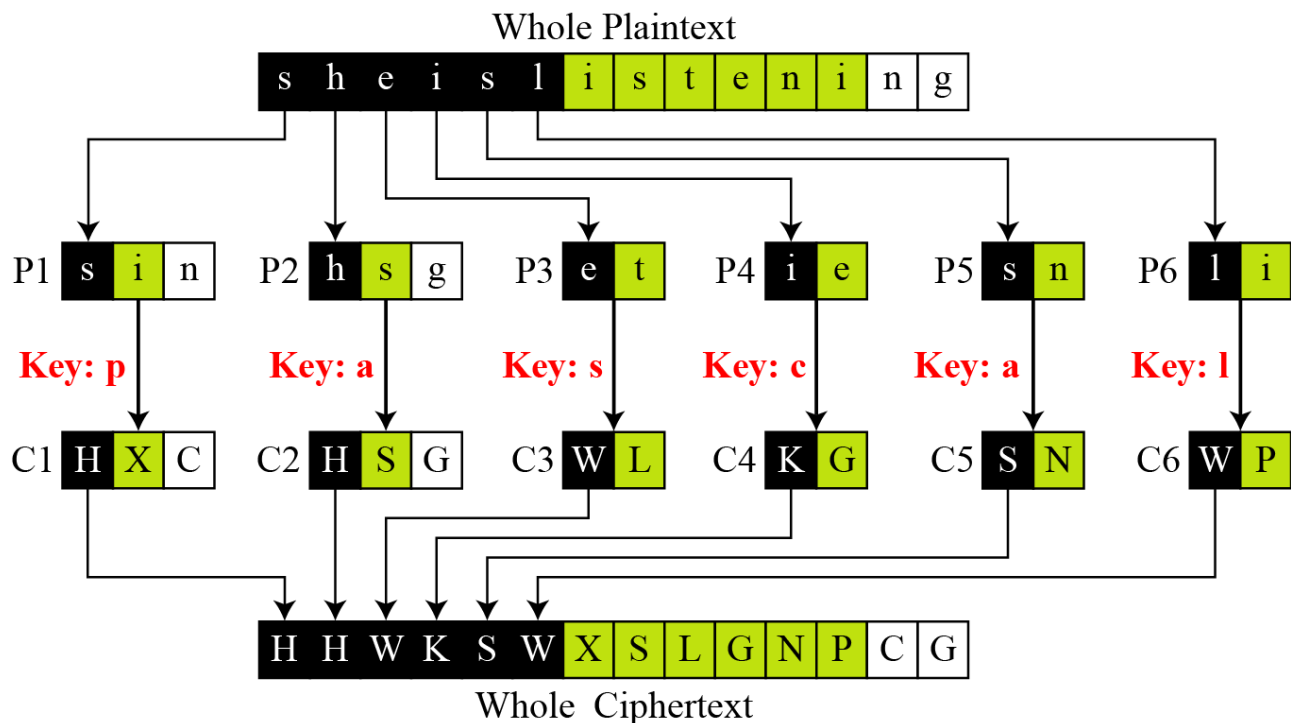 Whole Plaintext
s h e i s l i s t e n i n g
P1 s i n P2 h s g P3 e t P4 i e P5 s n P6 l i
Key: p Key: a Key: s Key: c Key: a Key: l
C1 H X C C2 H S G C3 W L C4 K G C5 S N C6 W P
H H W K S W X S L G N P C G
Whole Ciphertext